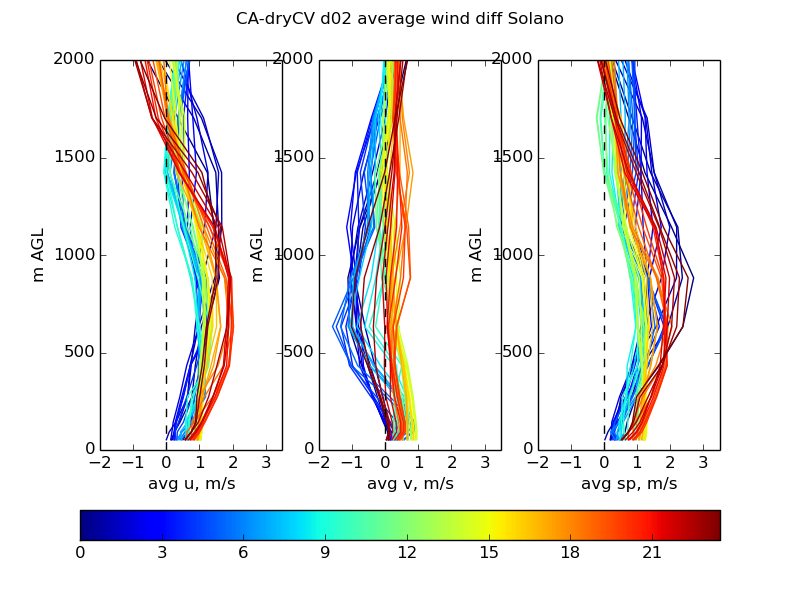 CA-dryCV d02 average wind diff Solano
2000 2000 2000
1500 1500 1500
1000 1000 1000
500 500 500
0 0 0
m AGL m AGL m AGL
−2 −1 0 1 2 3 −2 −1 0 1 2 3 −2 −1 0 1 2 3
avg u, m/s avg v, m/s avg sp, m/s
0 3 6 9 12 15 18 21